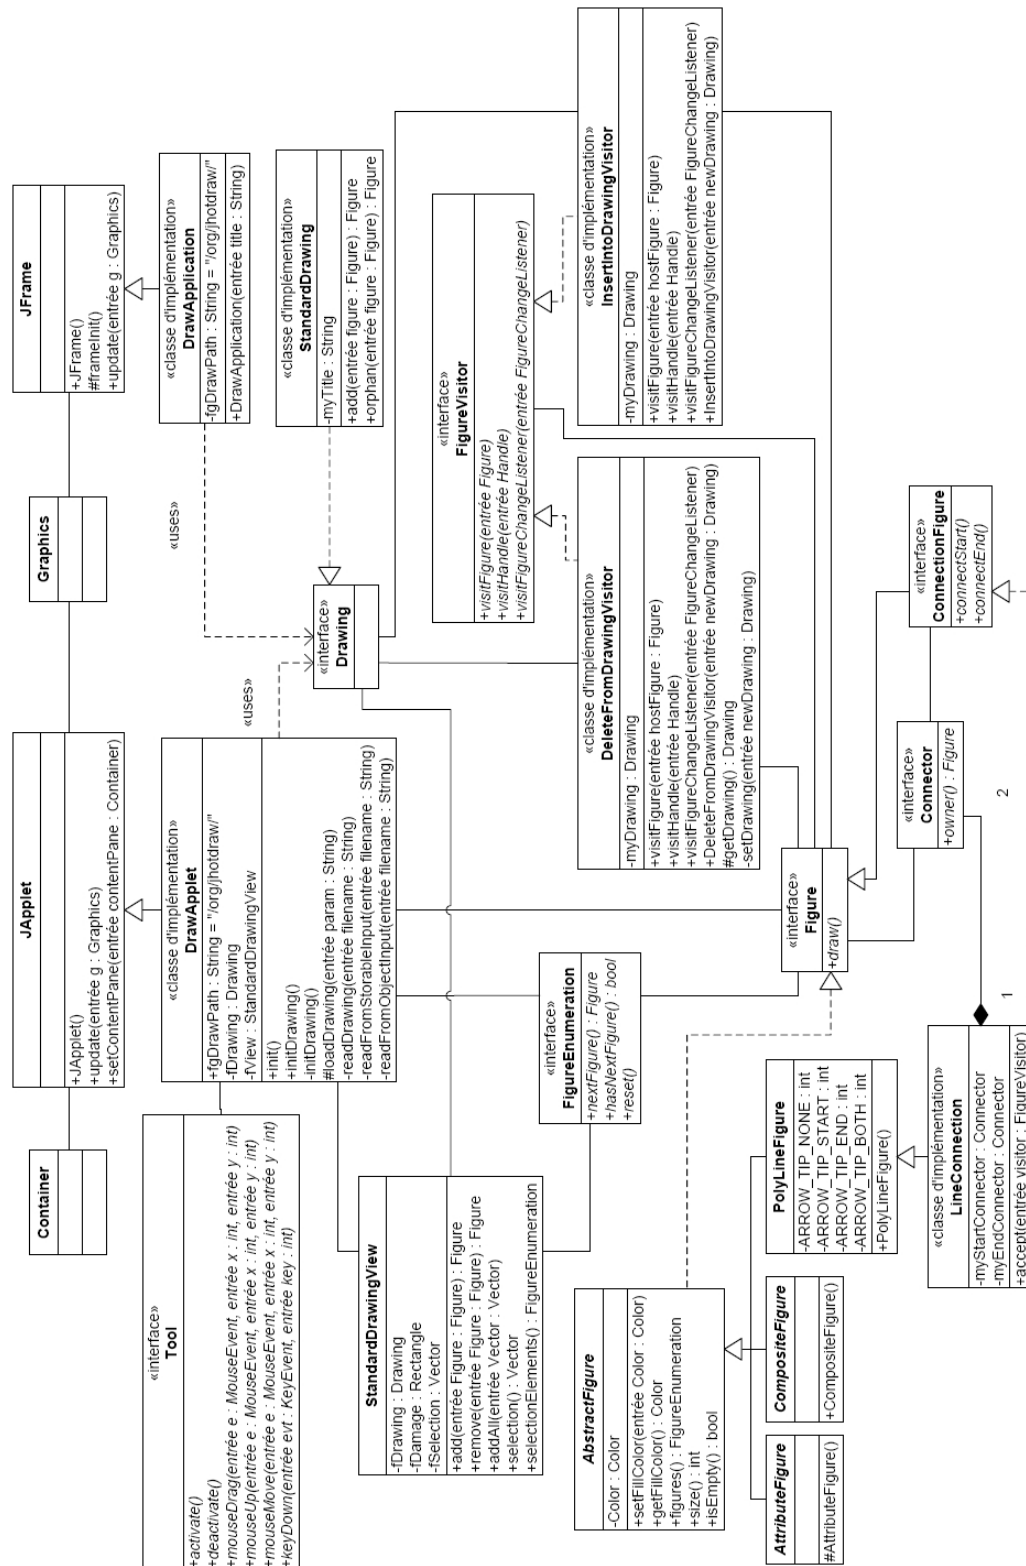 Container
JApplet
+JApplet()
+update(entrée g : Graphics)
+setContentPane(entrée contentPane : Container)
Graphics
JFrame
+JFrame()
#frameInit()
+update(entrée g : Graphics)
«interface»
Tool
+activate()
+deactivate()
+mouseDrag(entrée e : MouseEvent, entrée x : int, entrée y : int)
+mouseUp(entrée e : MouseEvent, entrée x : int, entrée y : int)
+mouseMove(entrée e : MouseEvent, entrée x : int, entrée y : int)
+keyDown(entrée evt : KeyEvent, entrée key : int)
«classe d'implémentation»
DrawApplet
+fgDrawPath : String = "/org/jhotdraw/"
-fDrawing : Drawing
-fView : StandardDrawingView
+init()
+initDrawing()
-initDrawing()
#loadDrawing(entrée param : String)
-readDrawing(entrée filename : String)
-readFromStorableInput(entrée filename : String)
-readFromObjectInput(entrée filename : String)
«uses»
«uses»
«classe d'implémentation»
DrawApplication
-fgDrawPath : String = "/org/jhotdraw/"
+DrawApplication(entrée title : String)
«interface»
Drawing
«classe d'implémentation»
StandardDrawing
-myTitle : String
+add(entrée figure : Figure) : Figure
+orphan(entrée figure : Figure) : Figure
StandardDrawingView
-fDrawing : Drawing
-fDamage : Rectangle
-fSelection : Vector
+add(entrée Figure : Figure) : Figure
+remove(entrée Figure : Figure) : Figure
+addAll(entrée Vector : Vector)
+selection() : Vector
+selectionElements() : FigureEnumeration
«interface»
FigureEnumeration
+nextFigure() : Figure
+hasNextFigure() : bool
+reset()
«interface»
FigureVisitor
+visitFigure(entrée Figure)
+visitHandle(entrée Handle)
+visitFigureChangeListener(entrée FigureChangeListener)
«classe d'implémentation»
DeleteFromDrawingVisitor
-myDrawing : Drawing
+visitFigure(entrée hostFigure : Figure)
+visitHandle(entrée Handle)
+visitFigureChangeListener(entrée FigureChangeListener)
+DeleteFromDrawingVisitor(entrée newDrawing : Drawing)
#getDrawing() : Drawing
-setDrawing(entrée newDrawing : Drawing)
«classe d'implémentation»
InsertIntoDrawingVisitor
-myDrawing : Drawing
+visitFigure(entrée hostFigure : Figure)
+visitHandle(entrée Handle)
+visitFigureChangeListener(entrée FigureChangeListener)
+InsertIntoDrawingVisitor(entrée newDrawing : Drawing)
AbstractFigure
-Color : Color
+setFillColor(entrée Color : Color)
+getFillColor() : Color
+figures() : FigureEnumeration
+size() : int
+isEmpty() : bool
«interface»
Figure
+draw()
AttributeFigure
#AttributeFigure()
CompositeFigure
+CompositeFigure()
PolyLineFigure
-ARROW_TIP_NONE : int
-ARROW_TIP_START : int
-ARROW_TIP_END : int
-ARROW_TIP_BOTH : int
+PolyLineFigure()
«interface»
Connector
+owner() : Figure
«interface»
ConnectionFigure
+connectStart()
+connectEnd()
«classe d'implémentation»
LineConnection
-myStartConnector : Connector
-myEndConnector : Connector
+accept(entrée visitor : FigureVisitor)
1
2